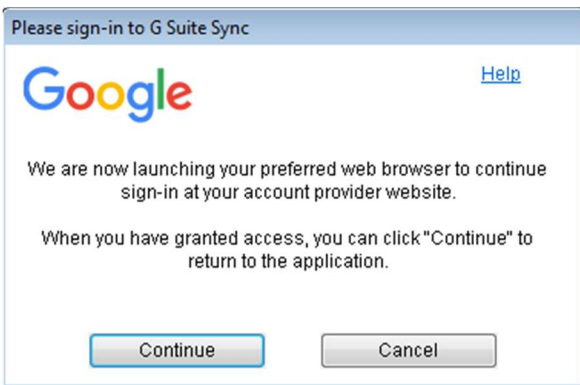 Please sign-in to G Suite Sync
Google
Help
We are now launching your preferred web browser to continue
sign-in at your account provider website.
When you have granted access, you can click "Continue" to
return to the application.
Continue
Cancel